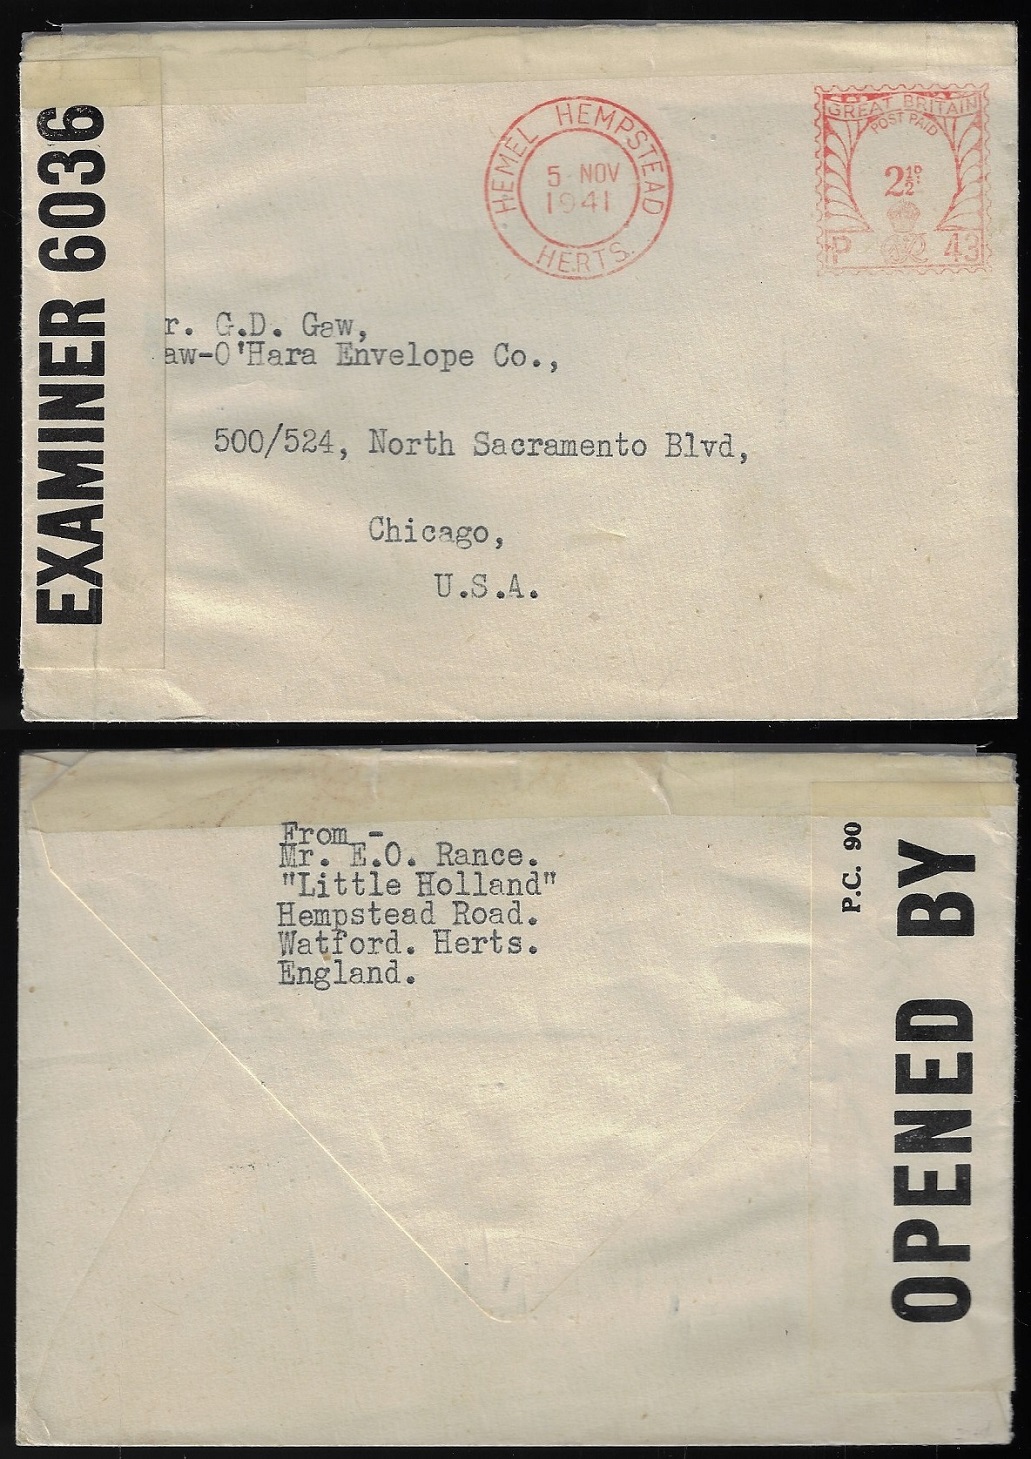 EXAMINER 6036
HEMEL HEMPSTEAD
5 NOV
1941
HERTS.
GREAT BRITAIN
POST PAID
2½D
P GR 43
r. G.D. Gaw,
aw-O'Hara Envelope Co.,
500/524, North Sacramento Blvd,
Chicago,
U.S.A.
From -
Mr. E.O. Rance.
"Little Holland"
Hempstead Road.
Watford. Herts.
England.
P.C. 90
OPENED BY